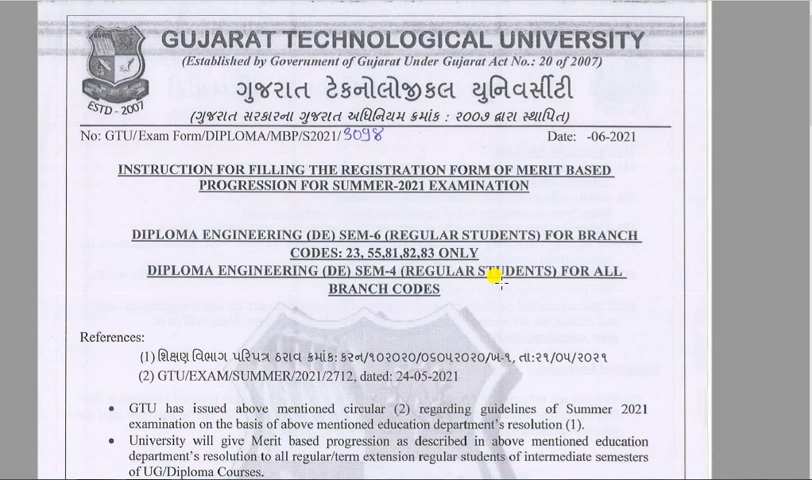 GUJARAT TECHNOLOGICAL UNIVERSITY
(Established by Government of Gujarat Under Gujarat Act No.: 20 of 2007)
ગુજરાત ટેકનોલોજીકલ યુનિવર્સીટી
(ગુજરાત સરકારના ગુજરાત અધિનિયમ ક્રમાંક : ૨૦૦૭ દ્વારા સ્થાપિત)
ESTD - 2007
No: GTU/Exam Form/DIPLOMA/MBP/S2021/3098 Date: -06-2021
INSTRUCTION FOR FILLING THE REGISTRATION FORM OF MERIT BASED
PROGRESSION FOR SUMMER-2021 EXAMINATION
DIPLOMA ENGINEERING (DE) SEM-6 (REGULAR STUDENTS) FOR BRANCH
CODES: 23, 55,81,82,83 ONLY
DIPLOMA ENGINEERING (DE) SEM-4 (REGULAR STUDENTS) FOR ALL
BRANCH CODES
References:
(1) શિક્ષણ વિભાગ પરિપત્ર ઠરાવ ક્રમાંક: કરન/૧૦૨૦૨૦/૦૬૦૫૨૦૨૦/ખ-૧, તા:૨૧/૦૫/૨૦૨૧
(2) GTU/EXAM/SUMMER/2021/2712, dated: 24-05-2021
• GTU has issued above mentioned circular (2) regarding guidelines of Summer 2021
examination on the basis of above mentioned education department's resolution (1).
• University will give Merit based progression as described in above mentioned education
department's resolution to all regular/term extension regular students of intermediate semesters
of UG/Diploma Courses.